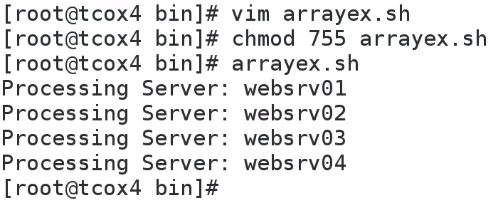 [root@tcox4 bin]# vim arrayex.sh
[root@tcox4 bin]# chmod 755 arrayex.sh
[root@tcox4 bin]# arrayex.sh
Processing Server: websrv01
Processing Server: websrv02
Processing Server: websrv03
Processing Server: websrv04
[root@tcox4 bin]#